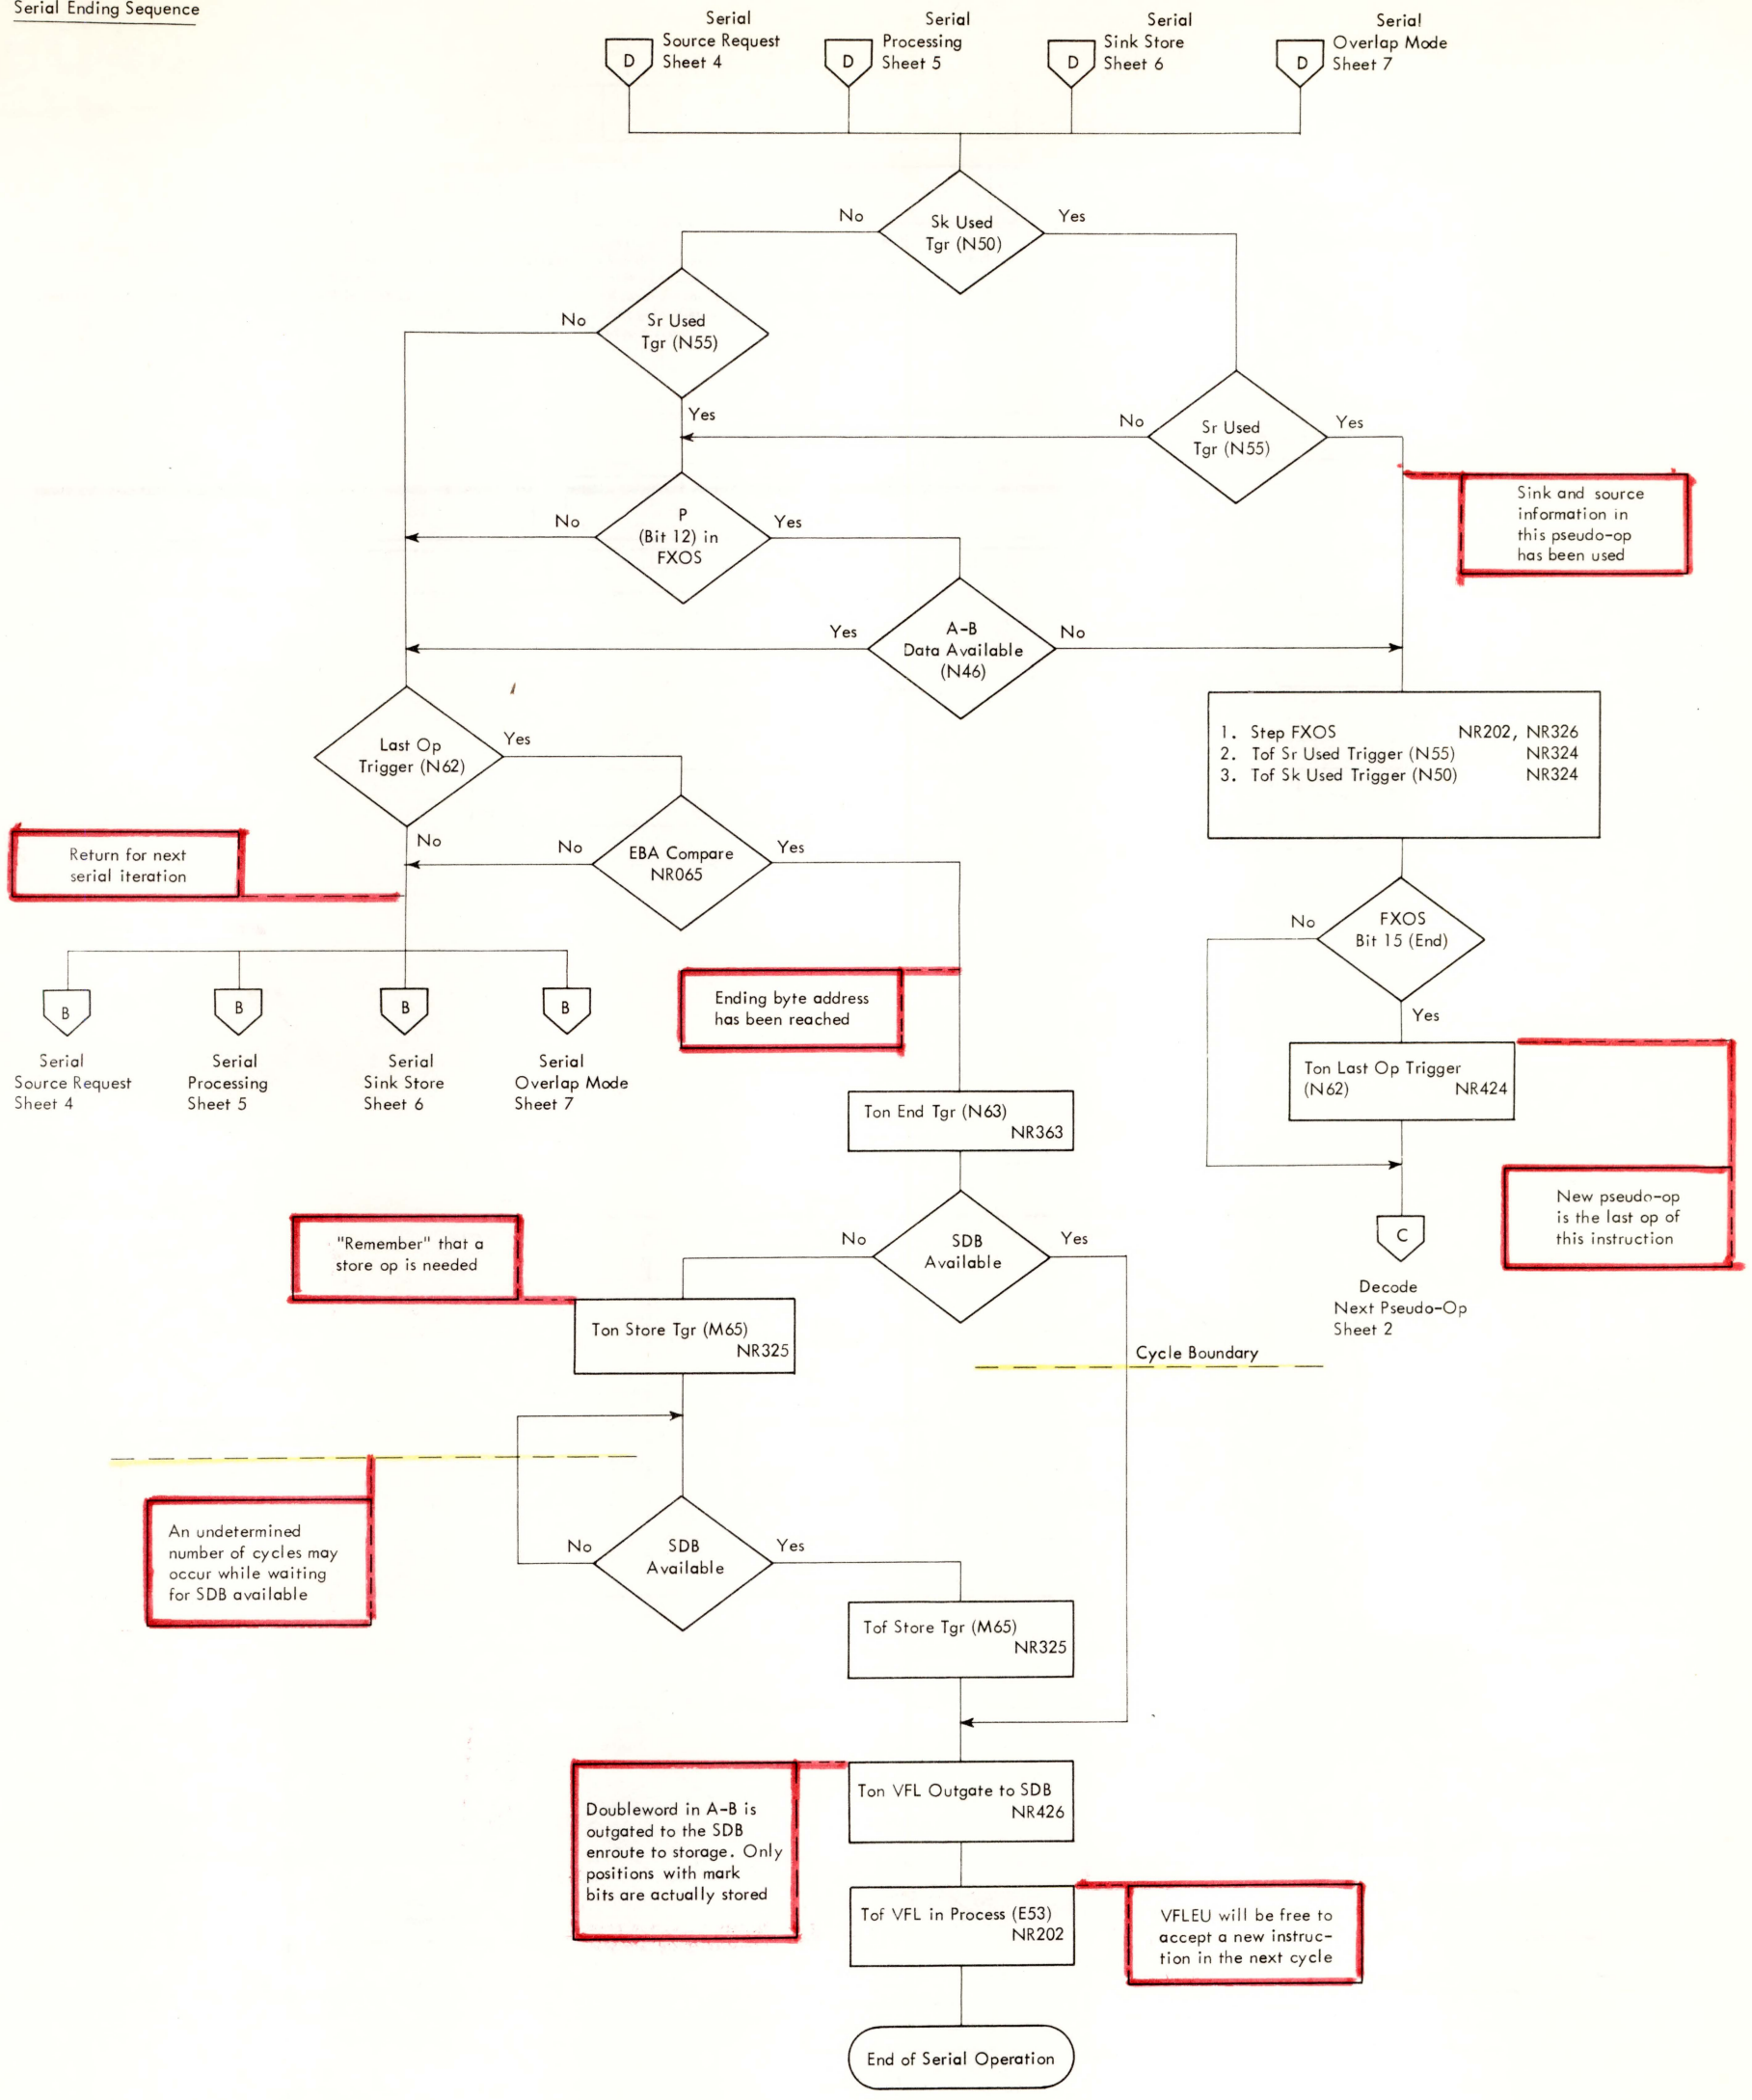 Serial Ending Sequence
Serial
Source Request
Sheet 4
D
Serial
Processing
Sheet 5
D
Serial
Sink Store
Sheet 6
D
Serial
Overlap Mode
Sheet 7
D
No
Sk Used
Tgr (N50)
Yes
No
Sr Used
Tgr (N55)
Yes
No
Sr Used
Tgr (N55)
Yes
Sink and source
information in
this pseudo-op
has been used
No
P
(Bit 12) in
FXOS
Yes
Yes
A-B
Data Available
(N46)
No
Last Op
Trigger (N62)
Yes
No
1. Step FXOS NR202, NR326
2. Tof Sr Used Trigger (N55) NR324
3. Tof Sk Used Trigger (N50) NR324
Return for next
serial iteration
No
EBA Compare
NR065
Yes
No
FXOS
Bit 15 (End)
Yes
B
B
B
B
Serial
Source Request
Sheet 4
Serial
Processing
Sheet 5
Serial
Sink Store
Sheet 6
Serial
Overlap Mode
Sheet 7
Ending byte address
has been reached
Ton Last Op Trigger
(N62) NR424
Ton End Tgr (N63)
NR363
New pseudo-op
is the last op of
this instruction
C
Decode
Next Pseudo-Op
Sheet 2
"Remember" that a
store op is needed
No
SDB
Available
Yes
Ton Store Tgr (M65)
NR325
Cycle Boundary
An undetermined
number of cycles may
occur while waiting
for SDB available
No
SDB
Available
Yes
Tof Store Tgr (M65)
NR325
Doubleword in A-B is
outgated to the SDB
enroute to storage. Only
positions with mark
bits are actually stored
Ton VFL Outgate to SDB
NR426
Tof VFL in Process (E53)
NR202
VFLEU will be free to
accept a new instruc-
tion in the next cycle
End of Serial Operation